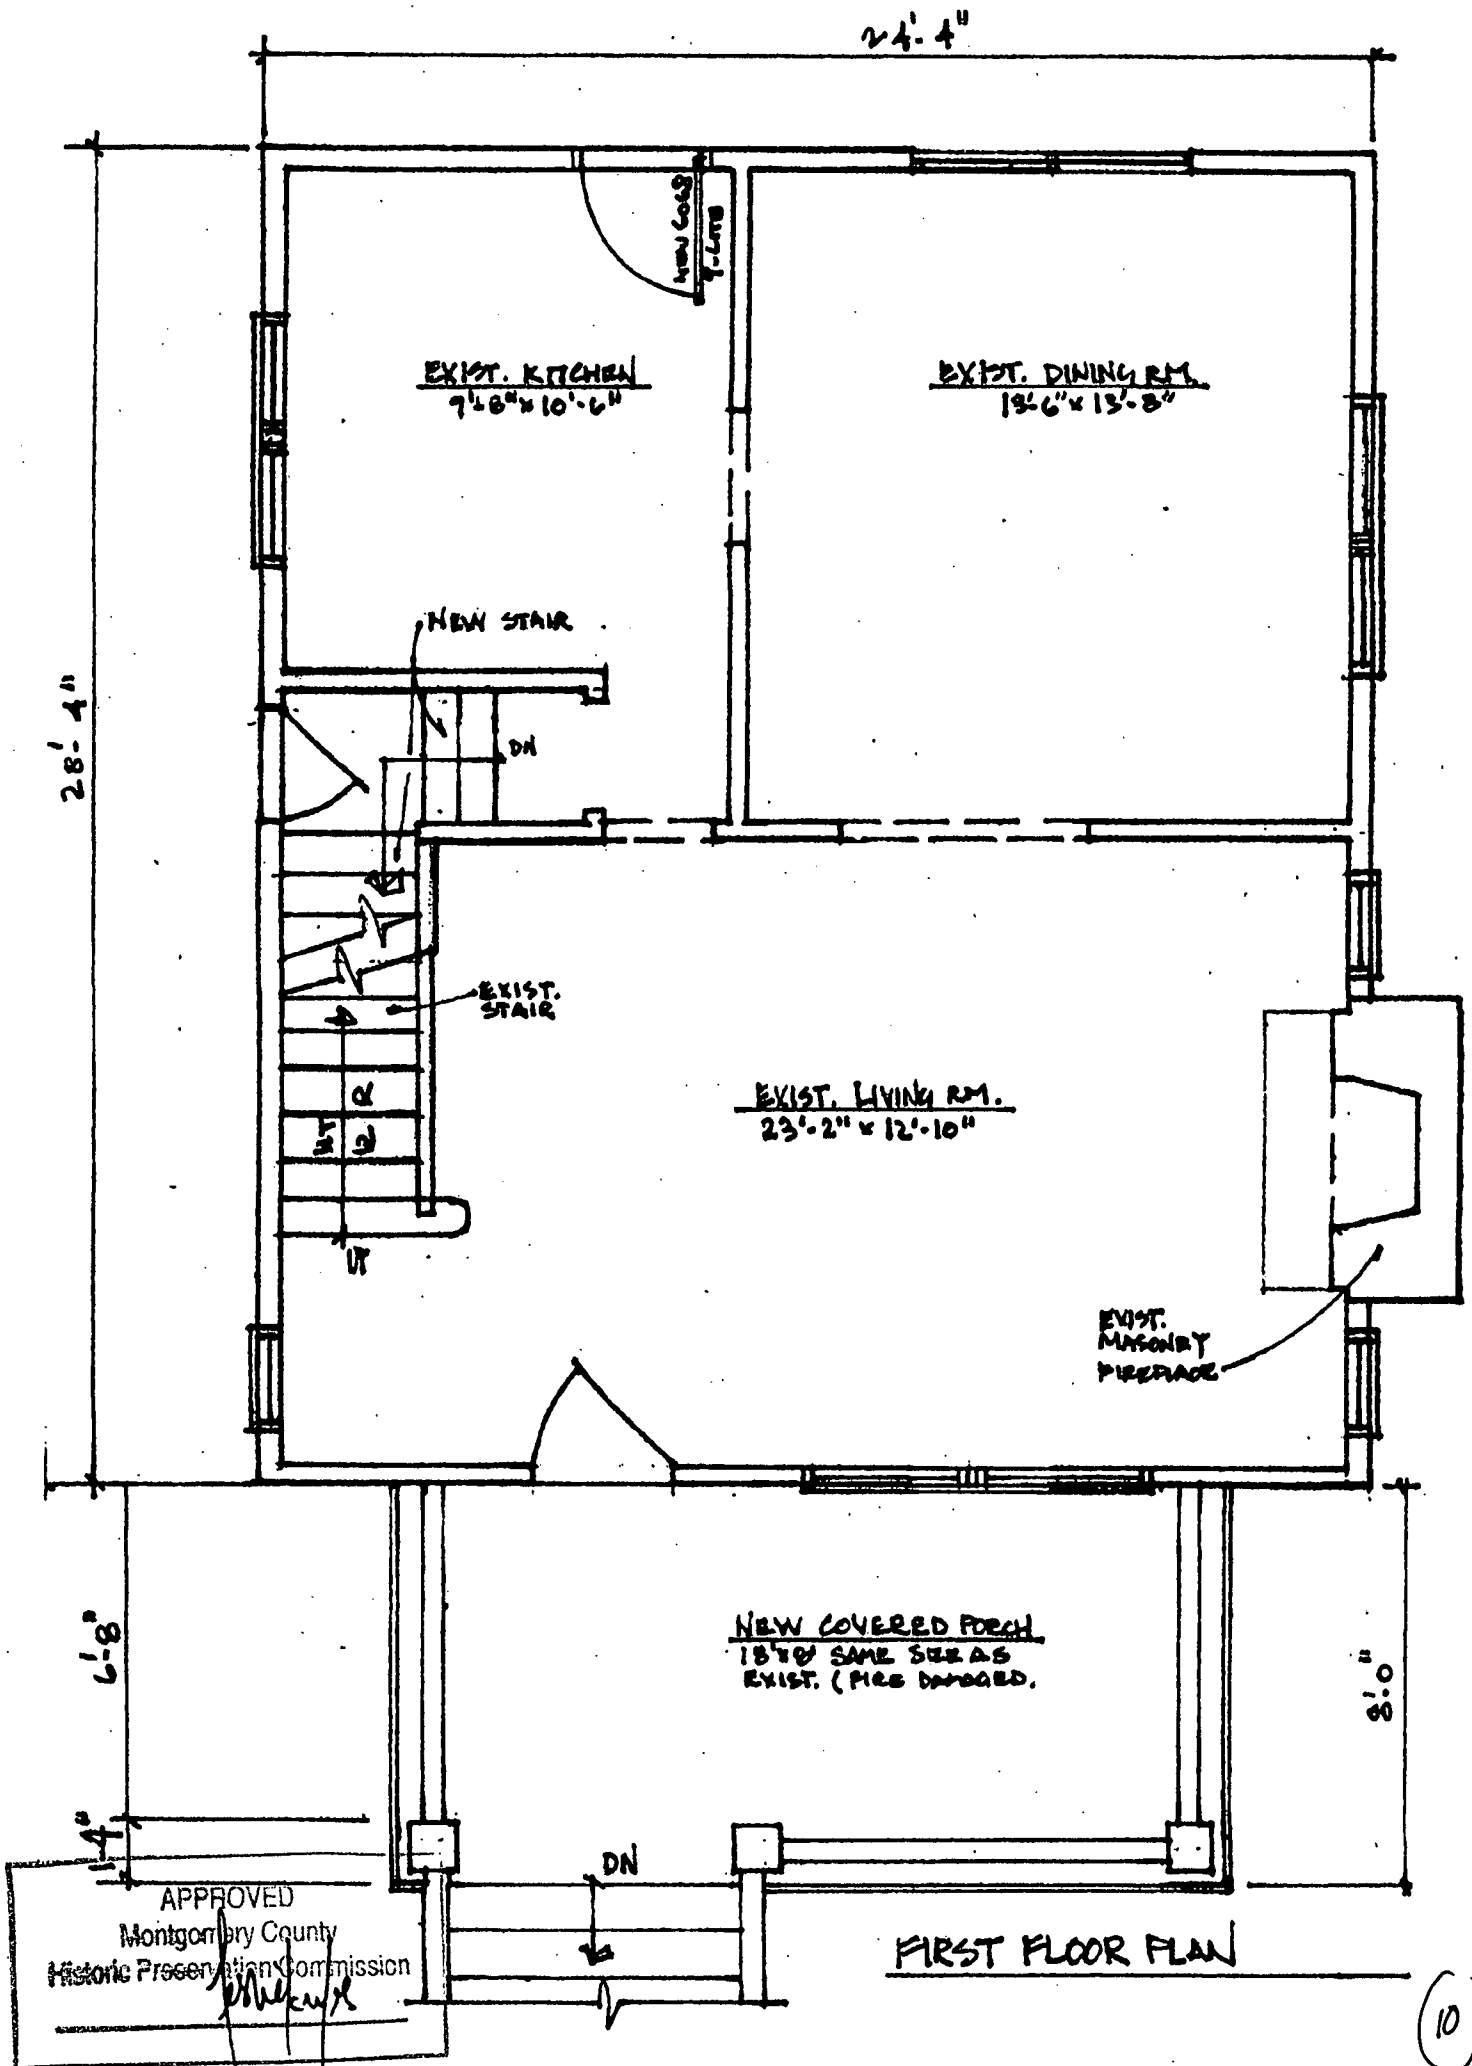 24'-4"
28'-4"
NEW 6068
9-LITE
EXIST. KITCHEN
9'-8" x 10'-6"
EXIST. DINING RM.
13'-6" x 13'-8"
NEW STAIR
DN
EXIST.
STAIR
R
UP
EXIST. LIVING RM.
23'-2" x 12'-10"
EXIST.
MASONRY
FIREPLACE
6'-8"
1'-4"
8'-0"
NEW COVERED PORCH
18'x8' SAME SIZE AS
EXIST. (FIRE DAMAGED.
DN
FIRST FLOOR PLAN
APPROVED
Montgomery County
Historic Preservation Commission
10